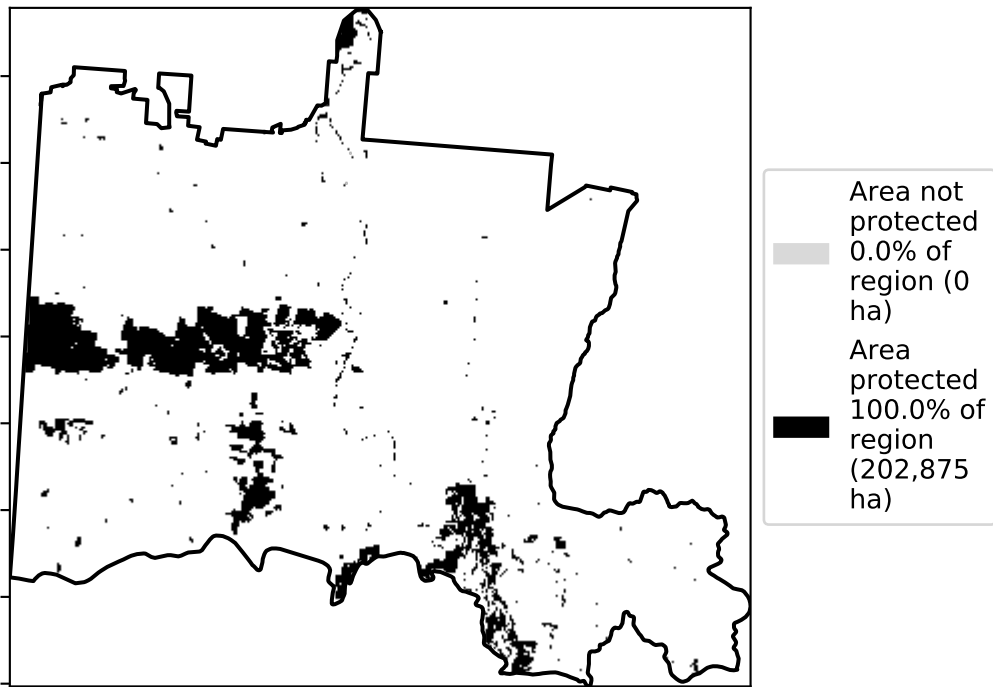 Area not
protected
0.0% of
region (0
ha)
Area
protected
100.0% of
region
(202,875
ha)